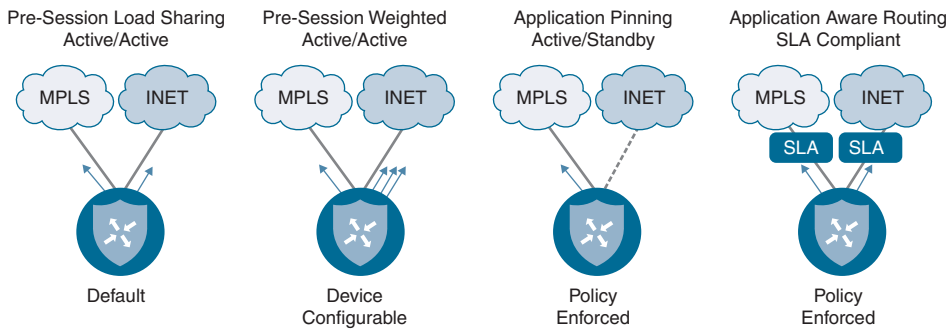 Pre-Session Load Sharing
Active/Active
MPLS
INET
Default
Pre-Session Weighted
Active/Active
MPLS
INET
Device
Configurable
Application Pinning
Active/Standby
MPLS
INET
Policy
Enforced
Application Aware Routing
SLA Compliant
MPLS
INET
SLA
SLA
Policy
Enforced